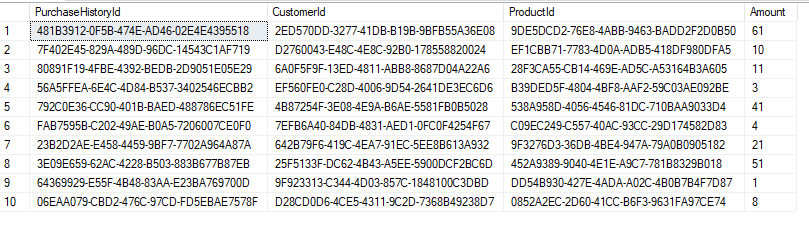 PurchaseHistoryId CustomerId ProductId Amount
1 481B3912-0F5B-474E-AD46-02E4E4395518 2ED570DD-3277-41DB-B19B-9BFB55A36E08 9DE5DCD2-76E8-4ABB-9463-BADD2F2D0B50 61
2 7F402E45-829A-489D-96DC-14543C1AF719 D2760043-E48C-4E8C-92B0-178558820024 EF1CBB71-7783-4D0A-ADB5-418DF980DFA5 10
3 80891F19-4FBE-4392-BEDB-2D9051E05E29 6A0F5F9F-13ED-4811-ABB8-8687D04A22A6 28F3CA55-CB14-469E-AD5C-A53164B3A605 11
4 56A5FFEA-6E4C-4D84-B537-3402546ECBB2 EF560FE0-C28D-4006-9D54-2641DE3EC6D6 B39DED5F-4804-4BF8-AAF2-59C03AE092BE 3
5 792C0E36-CC90-401B-BAED-488786EC51FE 4B87254F-3E08-4E9A-B6AE-5581FB0B5028 538A958D-4056-4546-81DC-710BAA9033D4 41
6 FAB7595B-C202-49AE-B0A5-7206007CE0F0 7EFB6A40-84DB-4831-AED1-0FC0F4254F67 C09EC249-C557-40AC-93CC-29D174582D83 4
7 23B2D2AE-E458-4459-9BF7-7702A964A87A 642B79F6-419C-4EA7-91EC-5EE8B613A932 9F3276D3-36DB-4BE4-947A-79A0B0905182 21
8 3E09E659-62AC-4228-B503-883B677B87EB 25F5133F-DC62-4B43-A5EE-5900DCF2BC6D 452A9389-9040-4E1E-A9C7-781B8329B018 51
9 64369929-E55F-4B48-83AA-E23BA769700D 9F923313-C344-4D03-857C-1848100C3DBD DD54B930-427E-4ADA-A02C-4B0B7B4F7D87 1
10 06EAA079-CBD2-476C-97CD-FD5EBAE7578F D28CD0D6-4CE5-4311-9C2D-7368B49238D7 0852A2EC-2D60-41CC-B6F3-9631FA97CE74 8